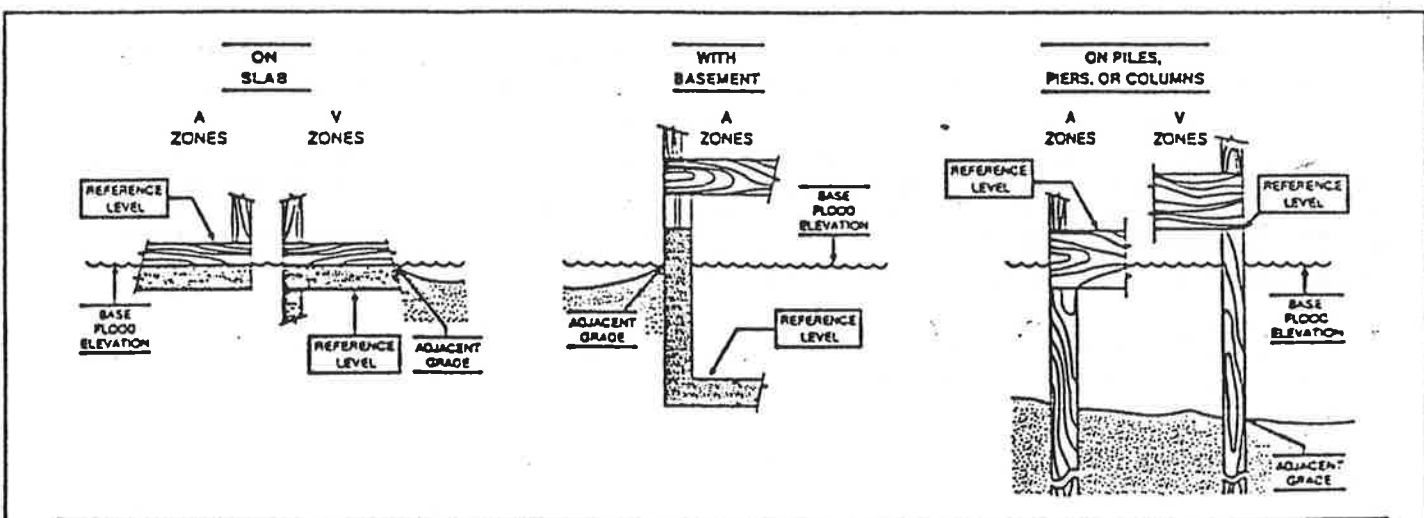 ON
SLAB
A
ZONES
V
ZONES
REFERENCE
LEVEL
BASE
FLOOD
ELEVATION
REFERENCE
LEVEL
ADJACENT
GRADE
WITH
BASEMENT
A
ZONES
BASE
FLOOD
ELEVATION
ADJACENT
GRADE
REFERENCE
LEVEL
ON PILES,
PIERS, OR COLUMNS
A
ZONES
V
ZONES
REFERENCE
LEVEL
REFERENCE
LEVEL
BASE
FLOOD
ELEVATION
ADJACENT
GRADE